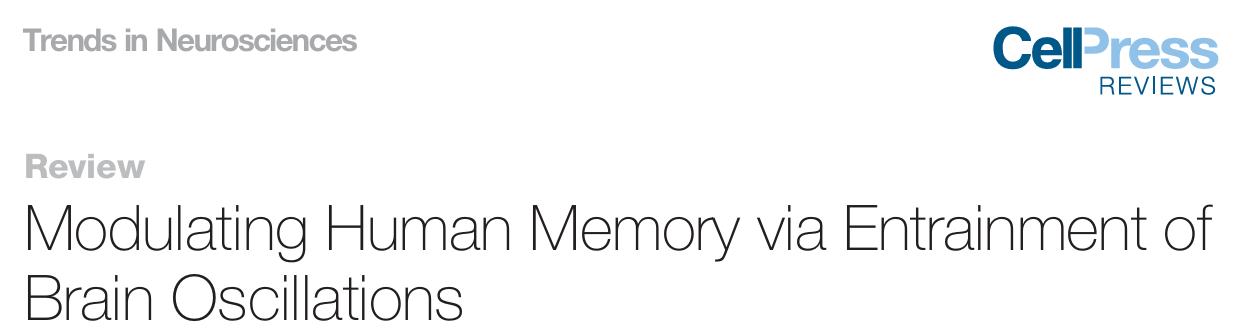 Trends in Neurosciences
CellPress
REVIEWS
Review
Modulating Human Memory via Entrainment of
Brain Oscillations